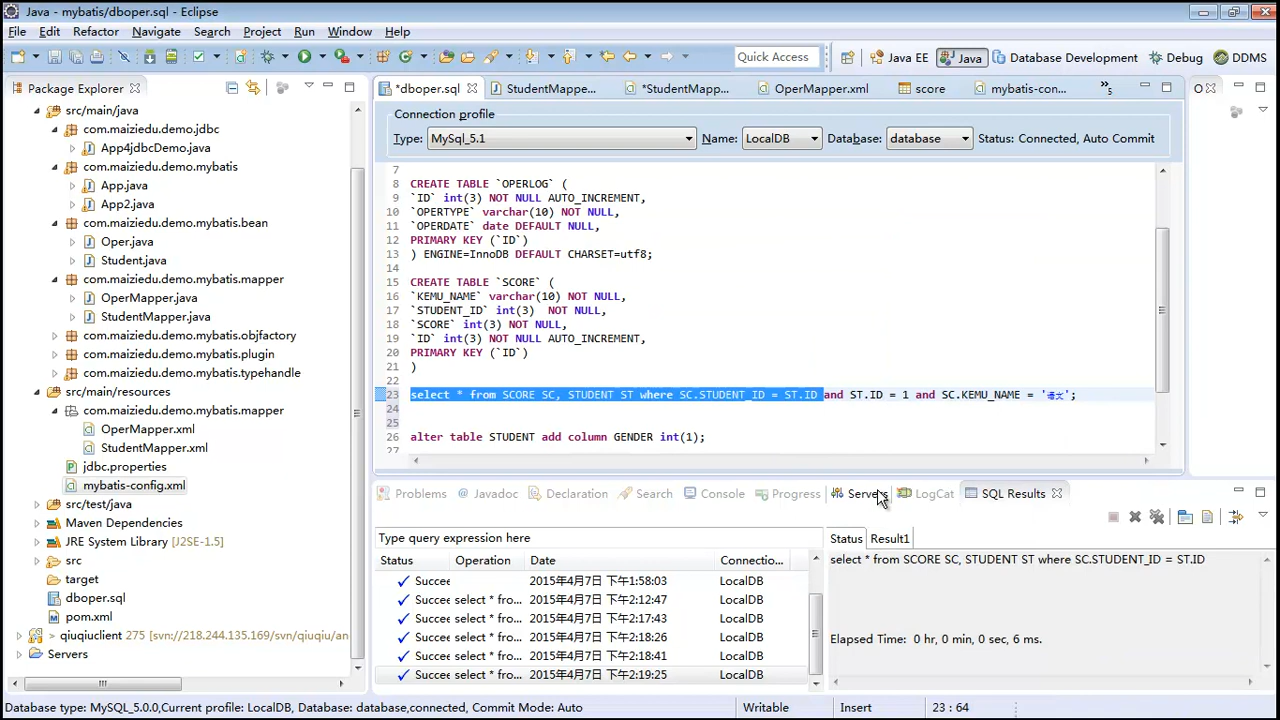 Java - mybatis/dboper.sql - Eclipse
File Edit Refactor Navigate Search Project Run Window Help
Quick Access Java EE Java Database Development Debug DDMS
Package Explorer
*dboper.sql StudentMappe... *StudentMapp... OperMapper.xml score mybatis-con... »5
O
src/main/java
com.maiziedu.demo.jdbc
App4jdbcDemo.java
com.maiziedu.demo.mybatis
App.java
App2.java
com.maiziedu.demo.mybatis.bean
Oper.java
Student.java
com.maiziedu.demo.mybatis.mapper
OperMapper.java
StudentMapper.java
com.maiziedu.demo.mybatis.objfactory
com.maiziedu.demo.mybatis.plugin
com.maiziedu.demo.mybatis.typehandle
src/main/resources
com.maiziedu.demo.mybatis.mapper
OperMapper.xml
StudentMapper.xml
jdbc.properties
mybatis-config.xml
src/test/java
Maven Dependencies
JRE System Library [J2SE-1.5]
src
target
dboper.sql
pom.xml
> qiuqiuclient 275 [svn://218.244.135.169/svn/qiuqiu/an
Servers
Connection profile
Type: MySql_5.1 Name: LocalDB Database: database Status: Connected, Auto Commit
7
8 CREATE TABLE `OPERLOG` (
9 `ID` int(3) NOT NULL AUTO_INCREMENT,
10 `OPERTYPE` varchar(10) NOT NULL,
11 `OPERDATE` date DEFAULT NULL,
12 PRIMARY KEY (`ID`)
13 ) ENGINE=InnoDB DEFAULT CHARSET=utf8;
14
15 CREATE TABLE `SCORE` (
16 `KEMU_NAME` varchar(10) NOT NULL,
17 `STUDENT_ID` int(3) NOT NULL,
18 `SCORE` int(3) NOT NULL,
19 `ID` int(3) NOT NULL AUTO_INCREMENT,
20 PRIMARY KEY (`ID`)
21 )
22
23 select * from SCORE SC, STUDENT ST where SC.STUDENT_ID = ST.ID and ST.ID = 1 and SC.KEMU_NAME = '语文';
24
25
26 alter table STUDENT add column GENDER int(1);
27
Problems Javadoc Declaration Search Console Progress Servers LogCat SQL Results
Type query expression here
Status Operation Date Connectio...
Succee 2015年4月7日 下午1:58:03 LocalDB
Succee select * fro... 2015年4月7日 下午2:12:47 LocalDB
Succee select * fro... 2015年4月7日 下午2:17:43 LocalDB
Succee select * fro... 2015年4月7日 下午2:18:26 LocalDB
Succee select * fro... 2015年4月7日 下午2:18:41 LocalDB
Succee select * fro... 2015年4月7日 下午2:19:25 LocalDB
Status Result1
select * from SCORE SC, STUDENT ST where SC.STUDENT_ID = ST.ID
Elapsed Time: 0 hr, 0 min, 0 sec, 6 ms.
Database type: MySQL_5.0.0,Current profile: LocalDB, Database: database,connected, Commit Mode: Auto Writable Insert 23 : 64